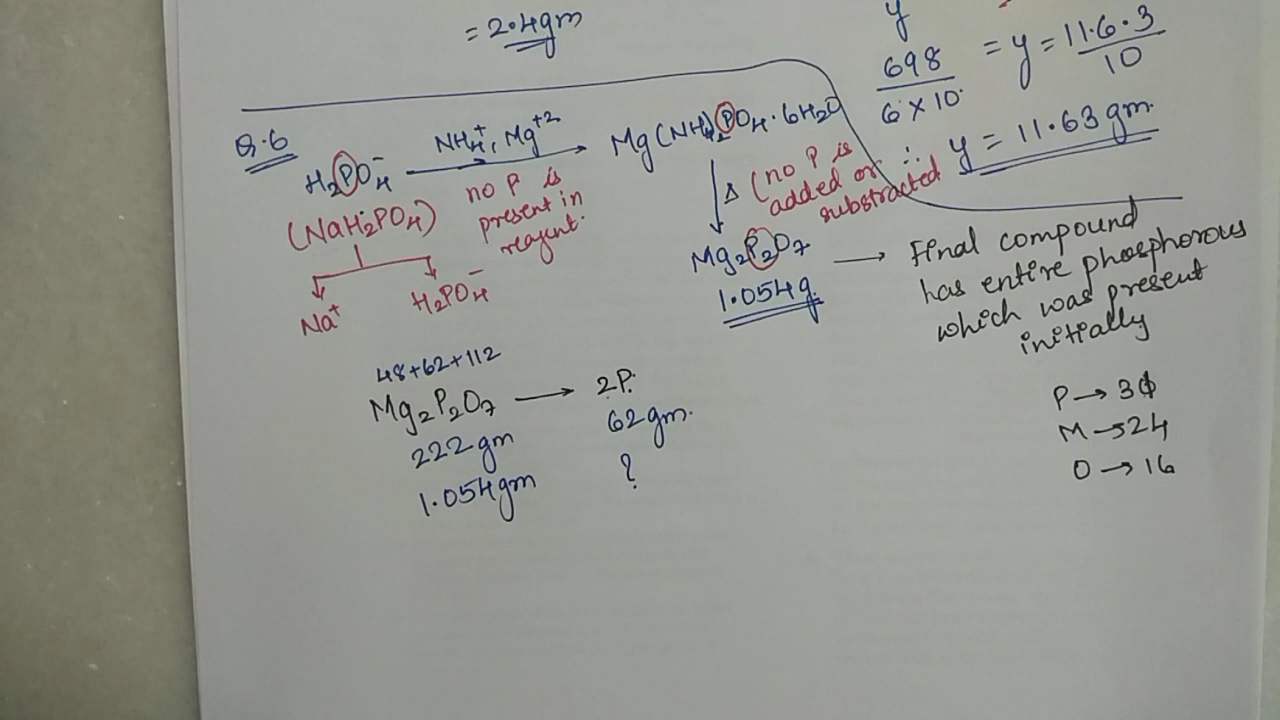 = 2.4gm
y
698
6 × 10
= y = 11.6.3
10
∴ y = 11.63 gm.
Q.6
H₂PO₄⁻
NH₄⁺, Mg⁺²
Mg(NH₄)₂PO₄·6H₂O
(NaH₂PO₄)
no P is
present in
reagent.
Δ
(no P is
added or
substracted
Na⁺
H₂PO₄⁻
Mg₂P₂O₇
1.054g.
Final compound
has entire phosphorous
which was present
initially
48+62+112
Mg₂P₂O₇ → 2P.
222gm 62gm.
1.054gm ?
P → 31
M → 24
O → 16